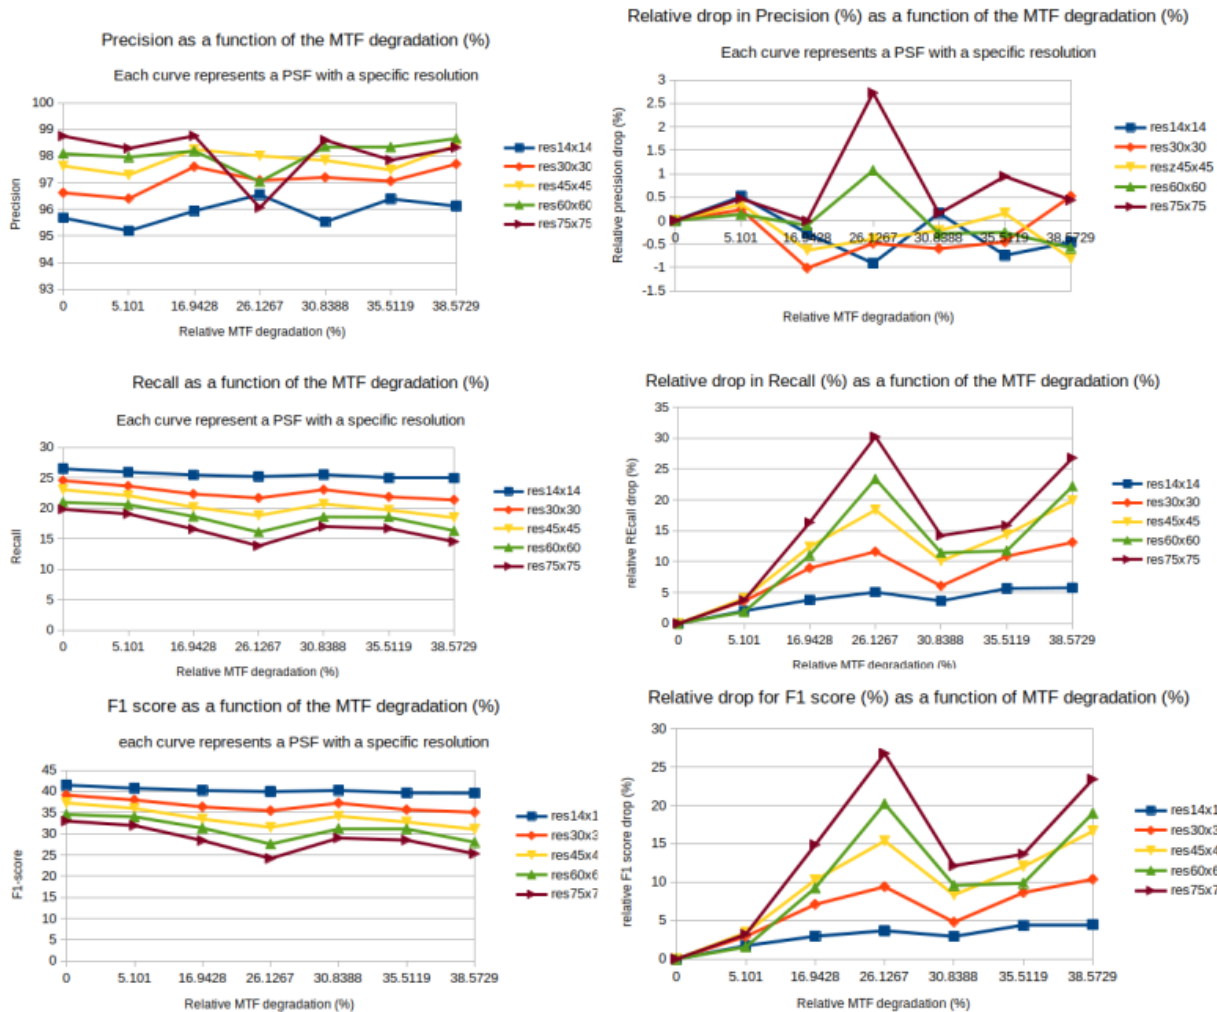 Precision as a function of the MTF degradation (%)
Each curve represents a PSF with a specific resolution
100
99
98
97
96
95
94
93
Precision
0 5.101 16.9428 26.1267 30.8388 35.5119 38.5729
Relative MTF degradation (%)
res14x14
res30x30
res45x45
res60x60
res75x75
Relative drop in Precision (%) as a function of the MTF degradation (%)
Each curve represents a PSF with a specific resolution
3
2.5
2
1.5
1
0.5
0
-0.5
-1
-1.5
Relative precision drop (%)
0 5.101 16.9428 26.1267 30.8388 35.5119 38.5729
Relative MTF degradation (%)
res14x14
res30x30
resz45x45
res60x60
res75x75
Recall as a function of the MTF degradation (%)
Each curve represent a PSF with a specific resolution
30
25
20
15
10
5
0
Recall
0 5.101 16.9428 26.1267 30.8388 35.5119 38.5729
Relative MTF degradation (%)
res14x14
res30x30
res45x45
res60x60
res75x75
Relative drop in Recall (%) as a function of the MTF degradation (%)
35
30
25
20
15
10
5
0
relative REcall drop (%)
0 5.101 16.9428 26.1267 30.8388 35.5119 38.5729
Relative MTF degradation (%)
res14x14
res30x30
res45x45
res60x60
res75x75
F1 score as a function of the MTF degradation (%)
each curve represents a PSF with a specific resolution
45
40
35
30
25
20
15
10
5
0
F1-score
0 5.101 16.9428 26.1267 30.8388 35.5119 38.5729
Relative MTF degradation (%)
res14x1
res30x3
res45x4
res60x6
res75x7
Relative drop for F1 score (%) as a function of MTF degradation (%)
30
25
20
15
10
5
0
relative F1 score drop (%)
0 5.101 16.9428 26.1267 30.8388 35.5119 38.5729
Relative MTF degradation (%)
res14x1
res30x3
res45x4
res60x6
res75x7